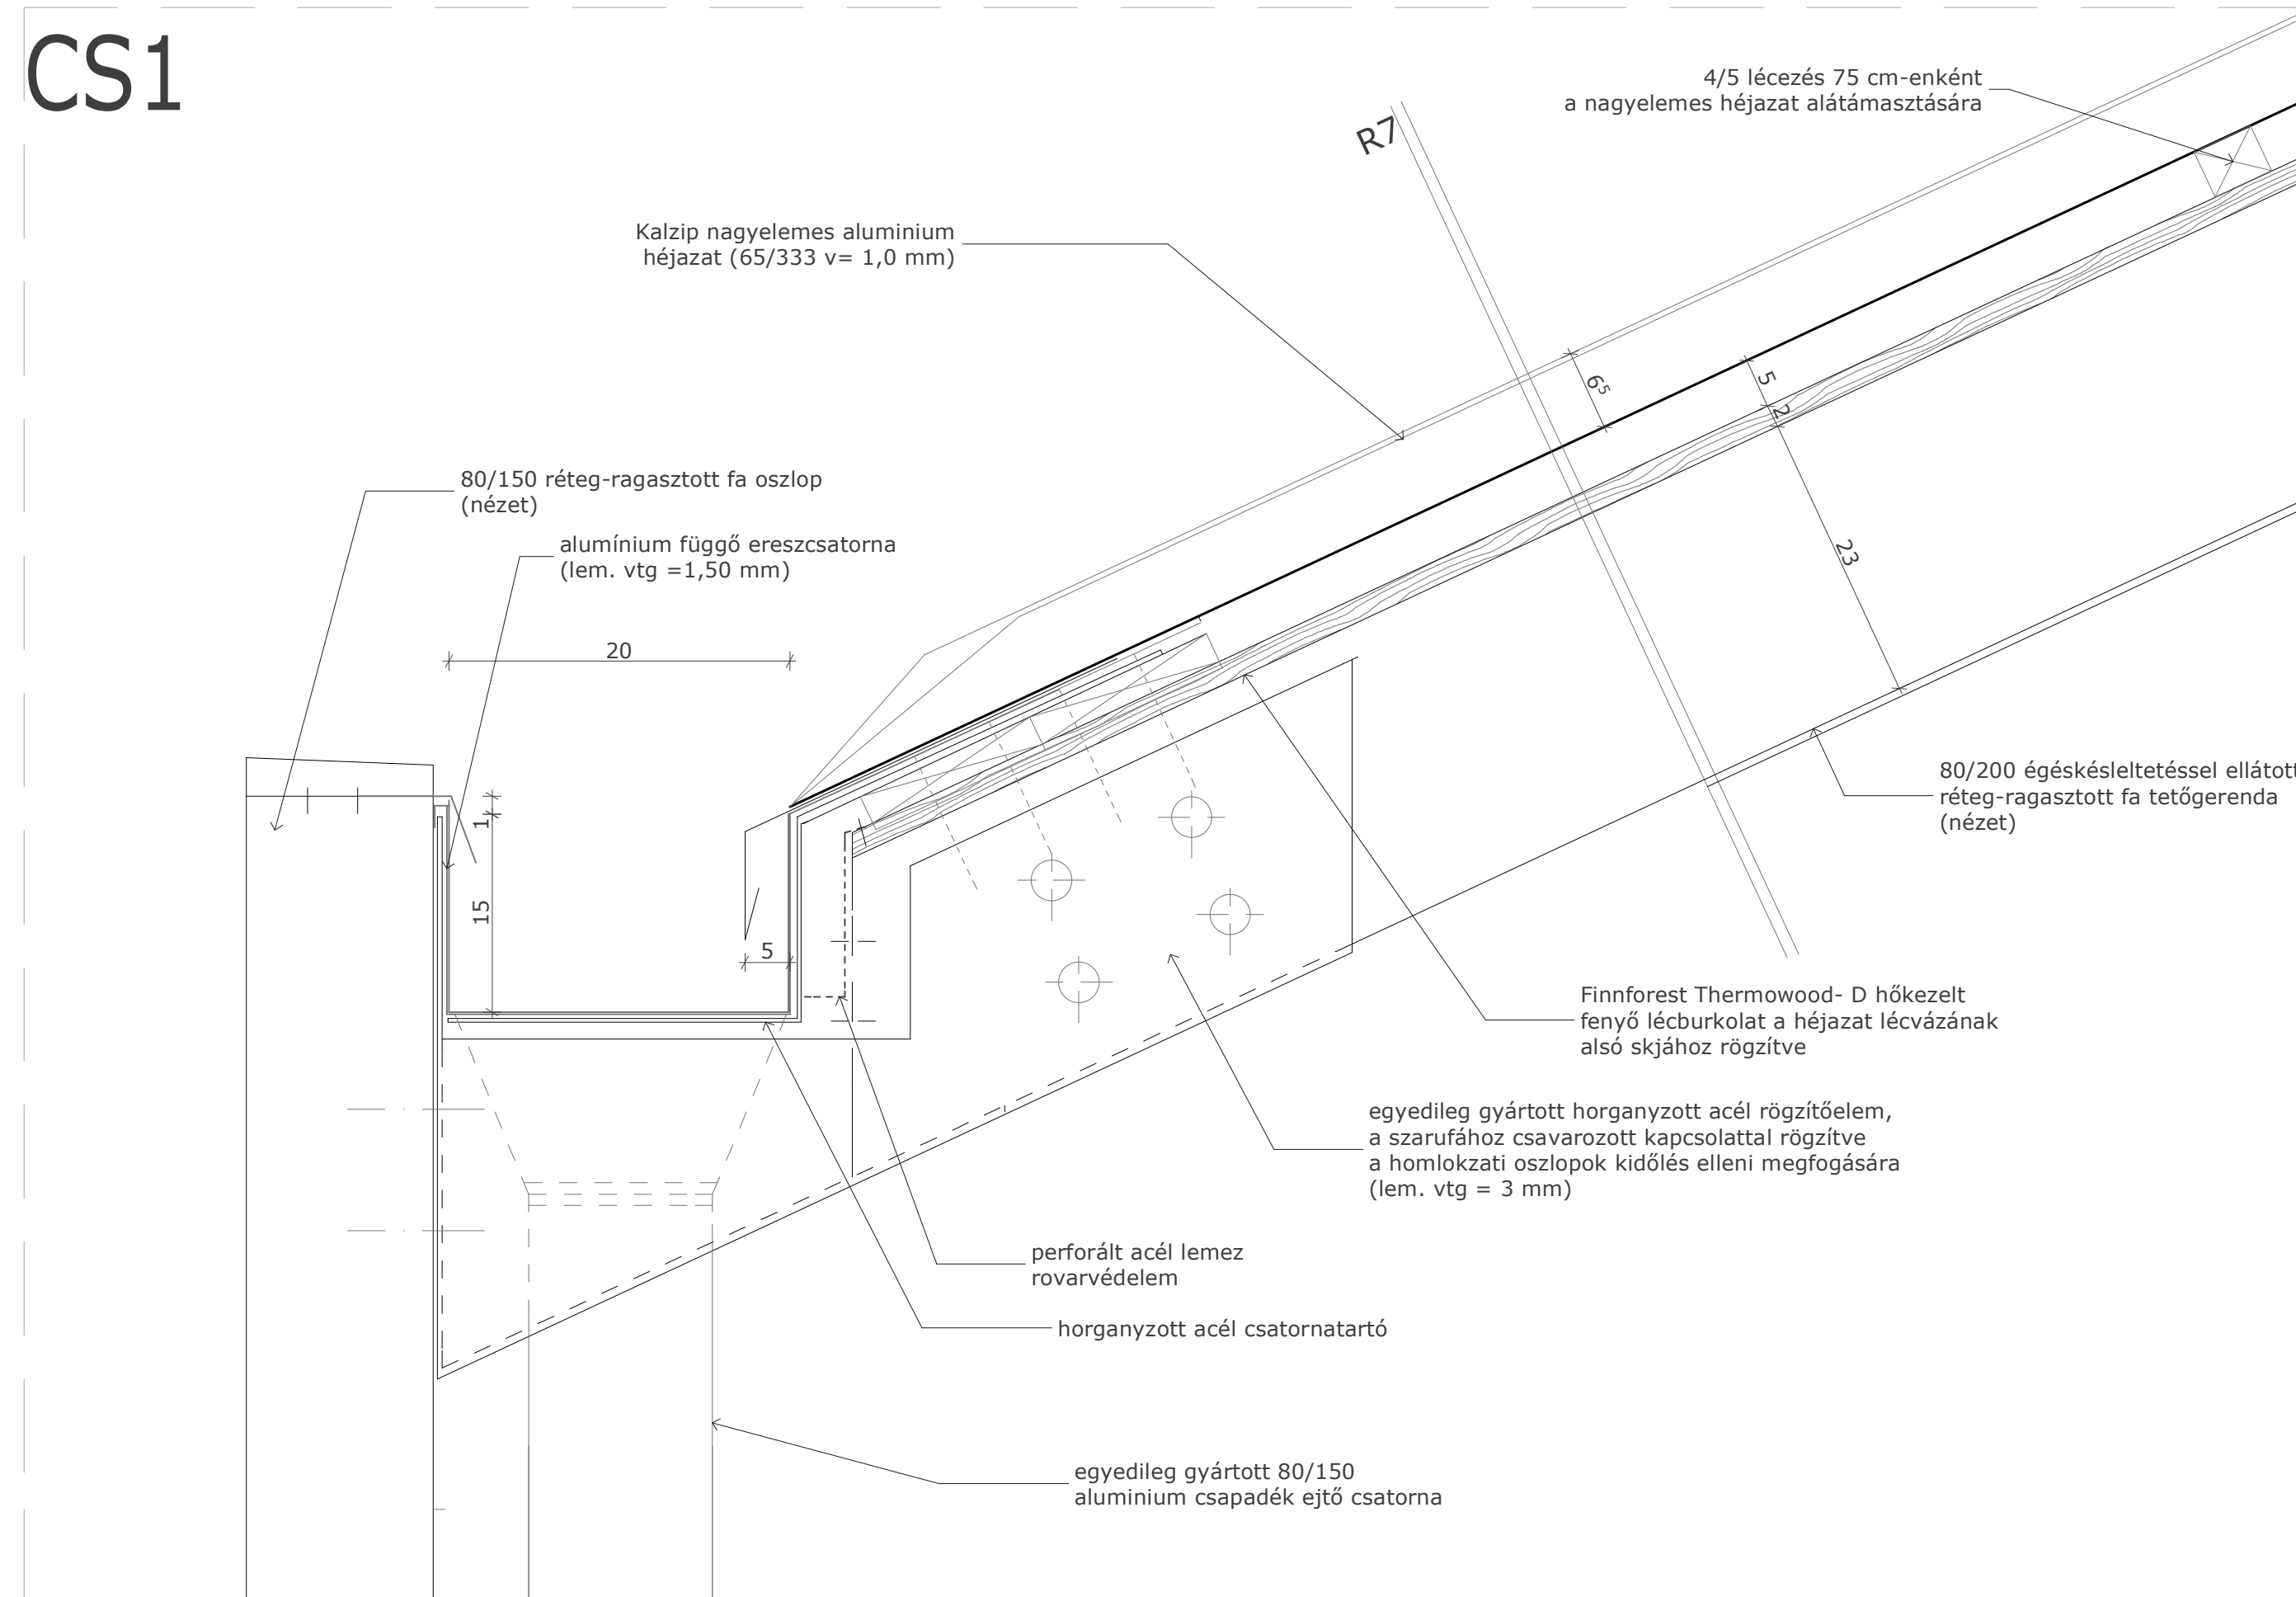 CS1
4/5 lécezés 75 cm-enként
a nagyelemes héjazat alátámasztására
R7
Kalzip nagyelemes aluminium
héjazat (65/333 v= 1,0 mm)
6⁵
5
2
23
80/150 réteg-ragasztott fa oszlop
(nézet)
alumínium függő ereszcsatorna
(lem. vtg =1,50 mm)
20
1
15
5
80/200 égéskésleltetéssel ellátott
réteg-ragasztott fa tetőgerenda
(nézet)
Finnforest Thermowood- D hőkezelt
fenyő lécburkolat a héjazat lécvázának
alsó skjához rögzítve
egyedileg gyártott horganyzott acél rögzítőelem,
a szarufához csavarozott kapcsolattal rögzítve
a homlokzati oszlopok kidőlés elleni megfogására
(lem. vtg = 3 mm)
perforált acél lemez
rovarvédelem
horganyzott acél csatornatartó
egyedileg gyártott 80/150
aluminium csapadék ejtő csatorna